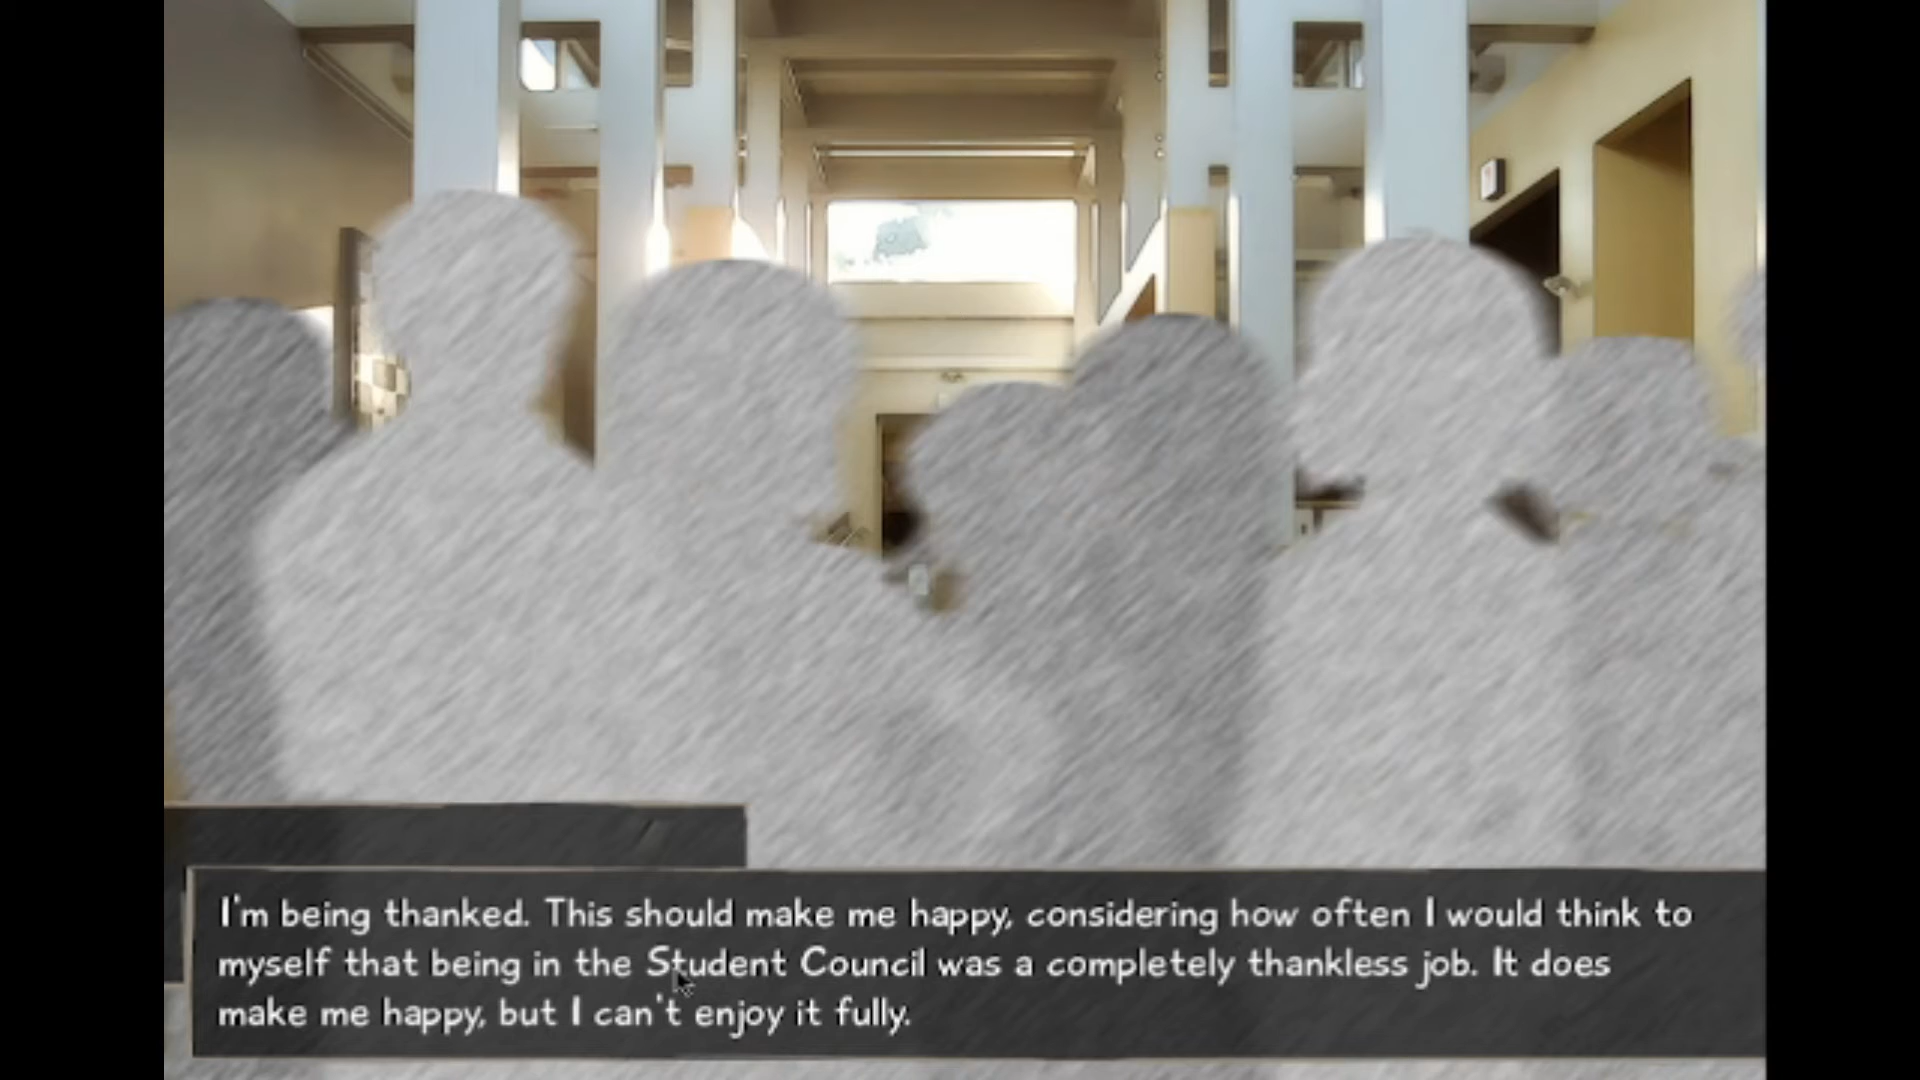 I'm being thanked. This should make me happy, considering how often I would think to
myself that being in the Student Council was a completely thankless job. It does
make me happy, but I can't enjoy it fully.